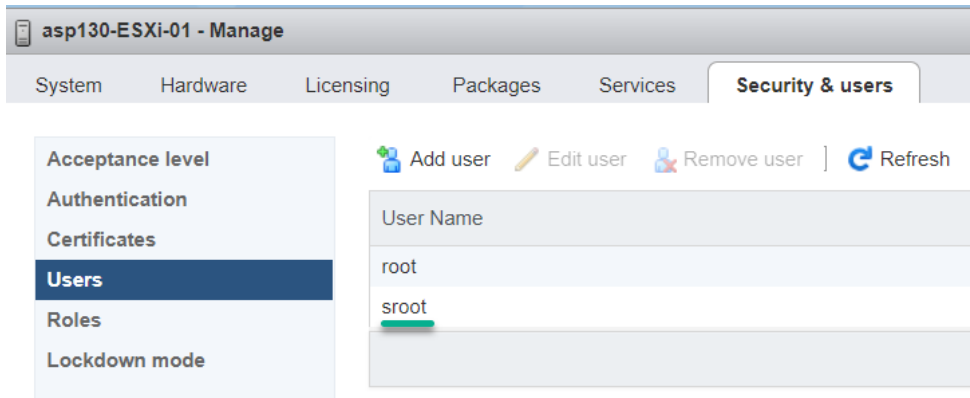 asp130-ESXi-01 - Manage
System Hardware Licensing Packages Services Security & users
Acceptance level
Authentication
Certificates
Users
Roles
Lockdown mode
Add user Edit user Remove user Refresh
User Name
root
sroot